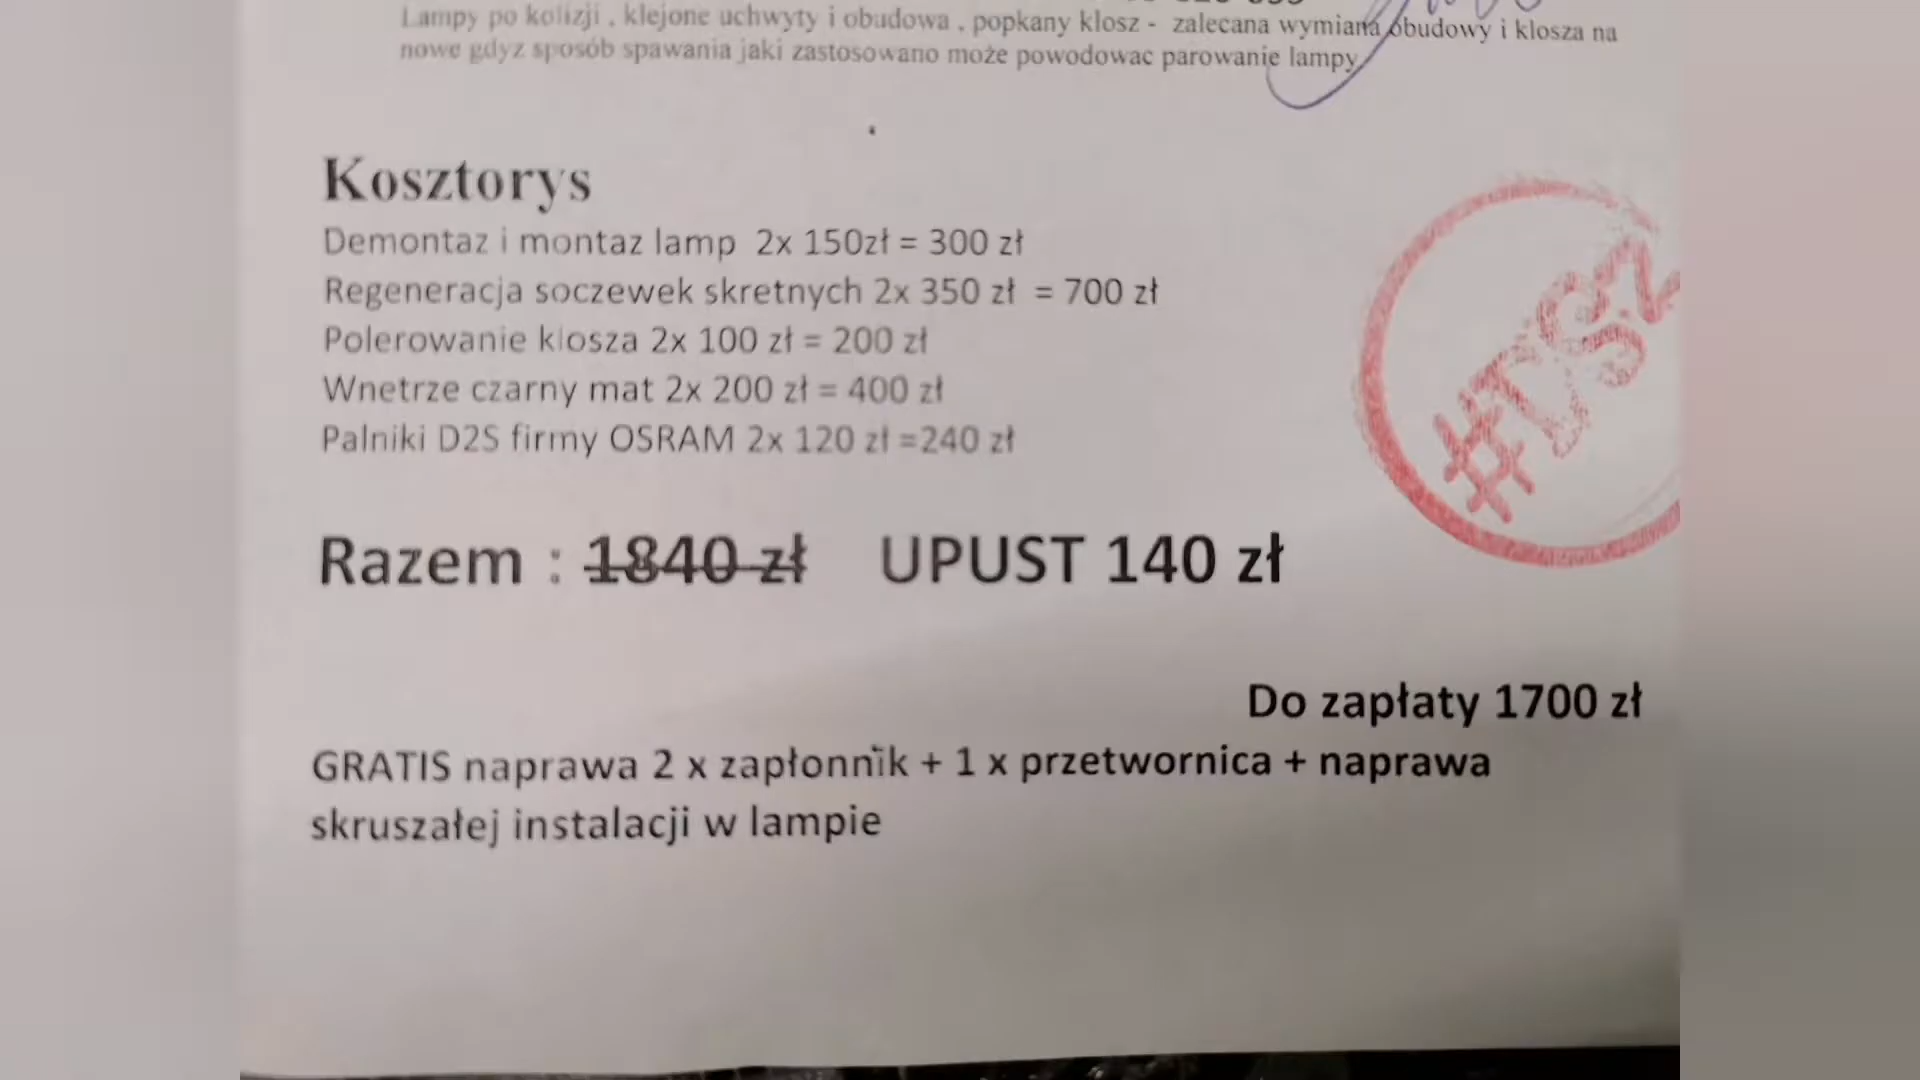 Lampy po kolizji , klejone uchwyty i obudowa , popkany klosz - zalecana wymiana obudowy i klosza na
nowe gdyz sposób spawania jaki zastosowano może powodowac parowanie lampy
Kosztorys
Demontaz i montaz lamp 2x 150zł = 300 zł
Regeneracja soczewek skretnych 2x 350 zł = 700 zł
Polerowanie klosza 2x 100 zł = 200 zł
Wnetrze czarny mat 2x 200 zł = 400 zł
Palniki D2S firmy OSRAM 2x 120 zł =240 zł
#TSZ
Razem : 1840 zł UPUST 140 zł
Do zapłaty 1700 zł
GRATIS naprawa 2 x zapłonnik + 1 x przetwornica + naprawa
skruszałej instalacji w lampie